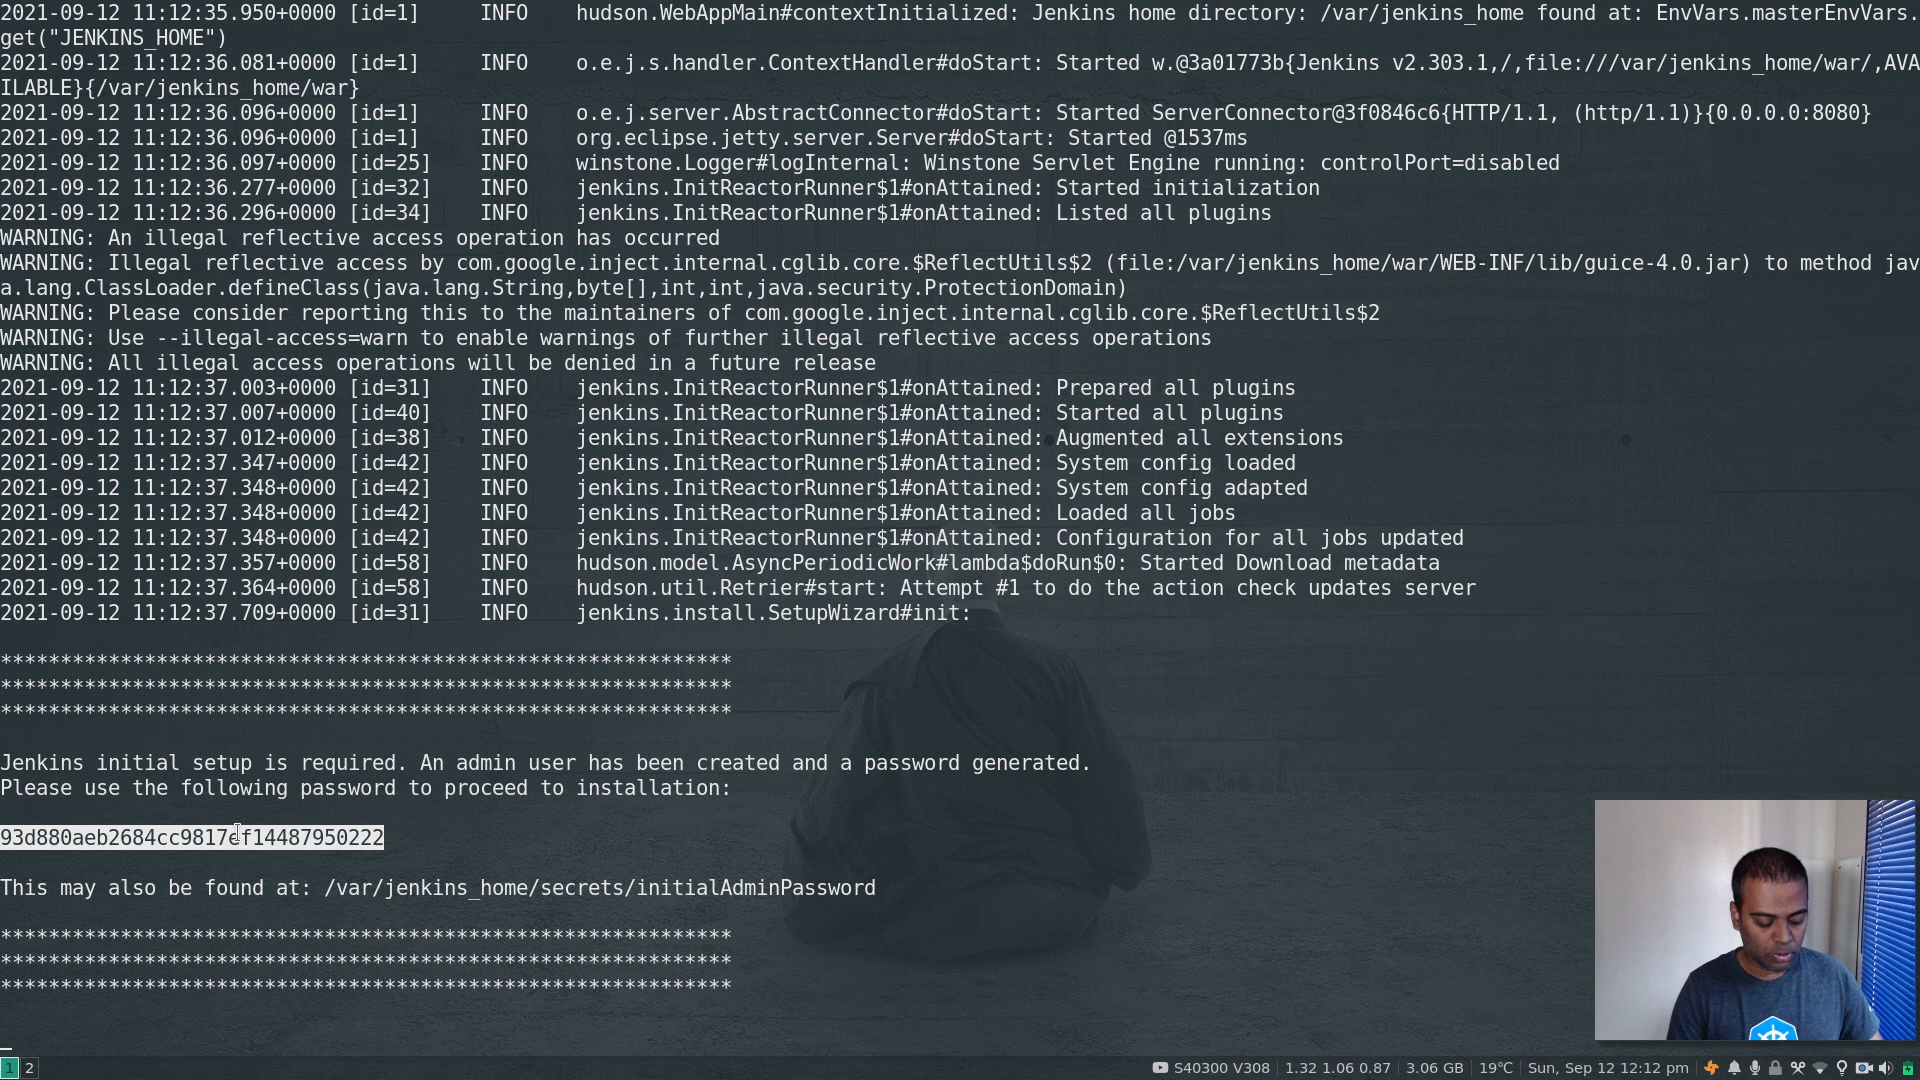 2021-09-12 11:12:35.950+0000 [id=1]    INFO    hudson.WebAppMain#contextInitialized: Jenkins home directory: /var/jenkins_home found at: EnvVars.masterEnvVars.
get("JENKINS_HOME")
2021-09-12 11:12:36.081+0000 [id=1]    INFO    o.e.j.s.handler.ContextHandler#doStart: Started w.@3a01773b{Jenkins v2.303.1,/,file:///var/jenkins_home/war/,AVA
ILABLE}{/var/jenkins_home/war}
2021-09-12 11:12:36.096+0000 [id=1]    INFO    o.e.j.server.AbstractConnector#doStart: Started ServerConnector@3f0846c6{HTTP/1.1, (http/1.1)}{0.0.0.0:8080}
2021-09-12 11:12:36.096+0000 [id=1]    INFO    org.eclipse.jetty.server.Server#doStart: Started @1537ms
2021-09-12 11:12:36.097+0000 [id=25]    INFO    winstone.Logger#logInternal: Winstone Servlet Engine running: controlPort=disabled
2021-09-12 11:12:36.277+0000 [id=32]    INFO    jenkins.InitReactorRunner$1#onAttained: Started initialization
2021-09-12 11:12:36.296+0000 [id=34]    INFO    jenkins.InitReactorRunner$1#onAttained: Listed all plugins
WARNING: An illegal reflective access operation has occurred
WARNING: Illegal reflective access by com.google.inject.internal.cglib.core.$ReflectUtils$2 (file:/var/jenkins_home/war/WEB-INF/lib/guice-4.0.jar) to method jav
a.lang.ClassLoader.defineClass(java.lang.String,byte[],int,int,java.security.ProtectionDomain)
WARNING: Please consider reporting this to the maintainers of com.google.inject.internal.cglib.core.$ReflectUtils$2
WARNING: Use --illegal-access=warn to enable warnings of further illegal reflective access operations
WARNING: All illegal access operations will be denied in a future release
2021-09-12 11:12:37.003+0000 [id=31]    INFO    jenkins.InitReactorRunner$1#onAttained: Prepared all plugins
2021-09-12 11:12:37.007+0000 [id=40]    INFO    jenkins.InitReactorRunner$1#onAttained: Started all plugins
2021-09-12 11:12:37.012+0000 [id=38]    INFO    jenkins.InitReactorRunner$1#onAttained: Augmented all extensions
2021-09-12 11:12:37.347+0000 [id=42]    INFO    jenkins.InitReactorRunner$1#onAttained: System config loaded
2021-09-12 11:12:37.348+0000 [id=42]    INFO    jenkins.InitReactorRunner$1#onAttained: System config adapted
2021-09-12 11:12:37.348+0000 [id=42]    INFO    jenkins.InitReactorRunner$1#onAttained: Loaded all jobs
2021-09-12 11:12:37.348+0000 [id=42]    INFO    jenkins.InitReactorRunner$1#onAttained: Configuration for all jobs updated
2021-09-12 11:12:37.357+0000 [id=58]    INFO    hudson.model.AsyncPeriodicWork#lambda$doRun$0: Started Download metadata
2021-09-12 11:12:37.364+0000 [id=58]    INFO    hudson.util.Retrier#start: Attempt #1 to do the action check updates server
2021-09-12 11:12:37.709+0000 [id=31]    INFO    jenkins.install.SetupWizard#init:
*************************************************************
*************************************************************
*************************************************************
Jenkins initial setup is required. An admin user has been created and a password generated.
Please use the following password to proceed to installation:
93d880aeb2684cc9817ef14487950222
This may also be found at: /var/jenkins_home/secrets/initialAdminPassword
*************************************************************
*************************************************************
*************************************************************
1 2 S40300 V308 1.32 1.06 0.87 3.06 GB 19℃ Sun, Sep 12 12:12 pm